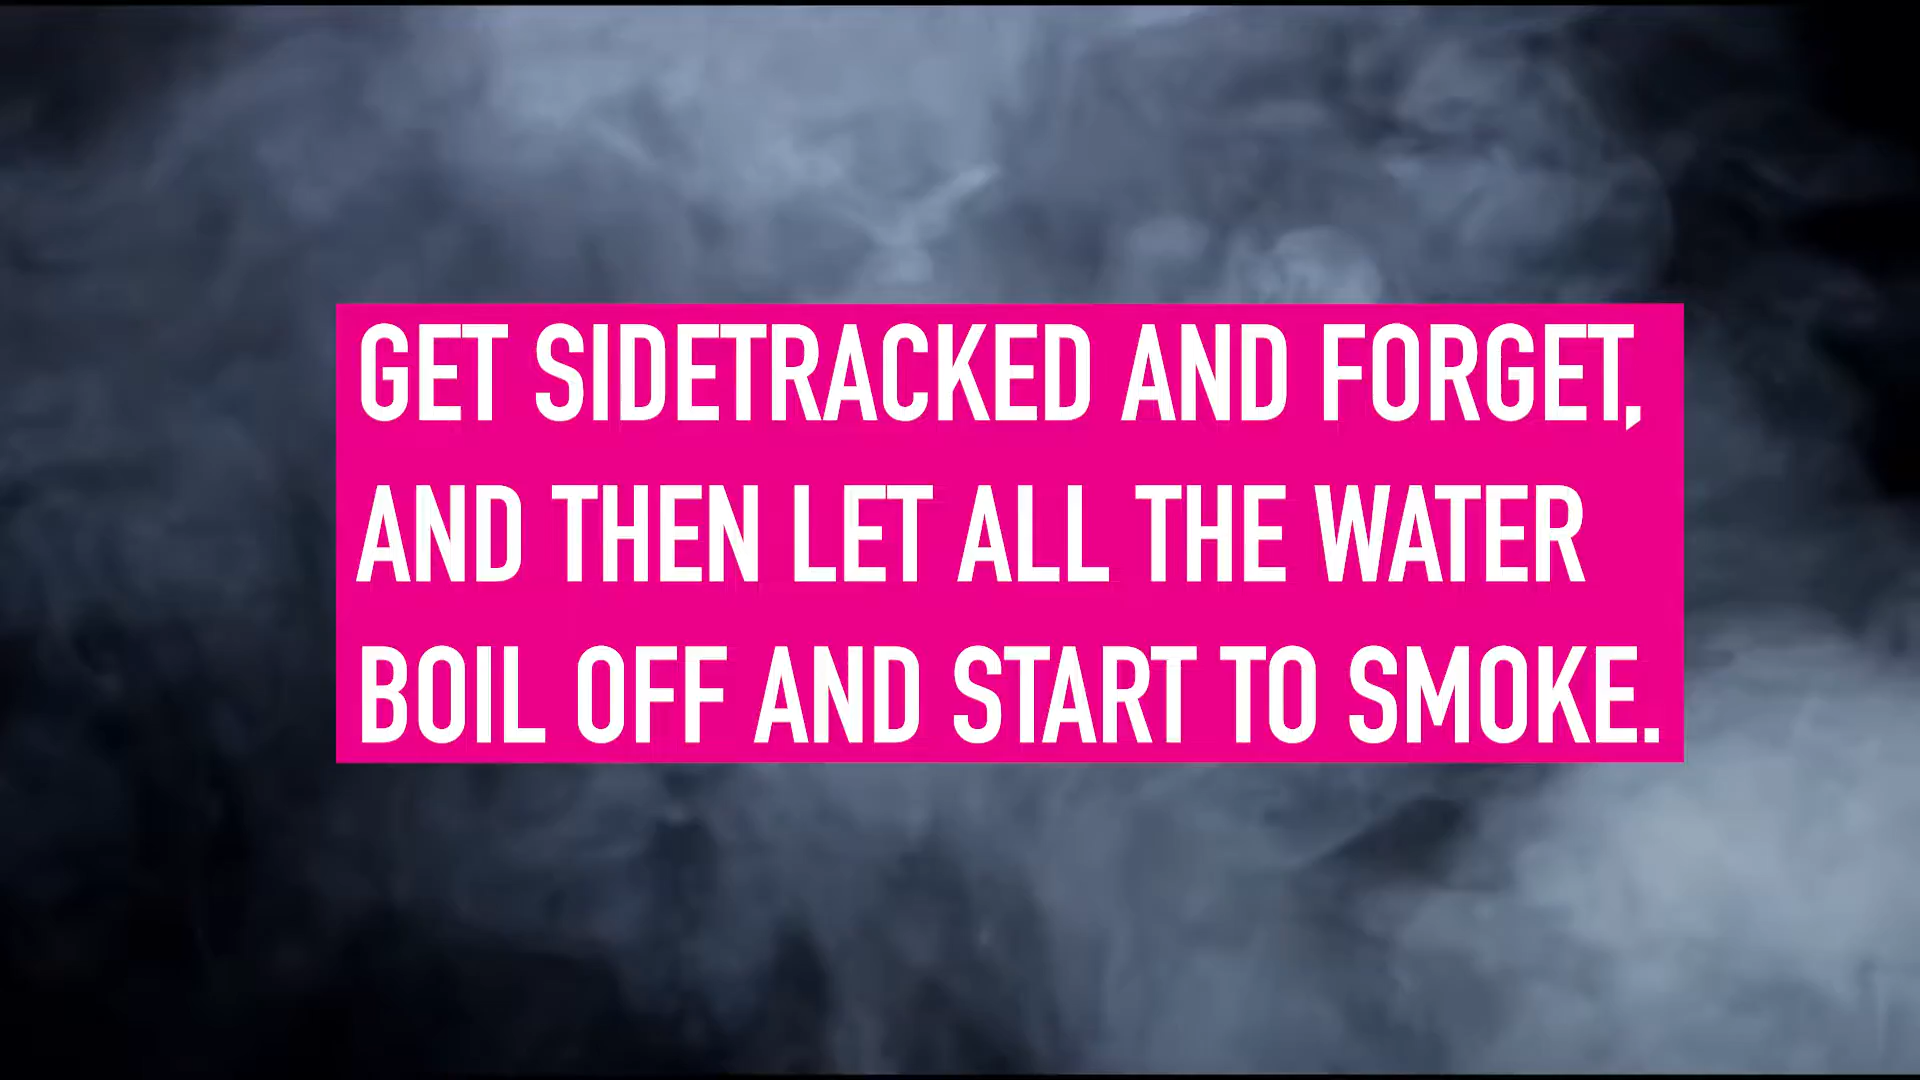 GET SIDETRACKED AND FORGET,
AND THEN LET ALL THE WATER
BOIL OFF AND START TO SMOKE.